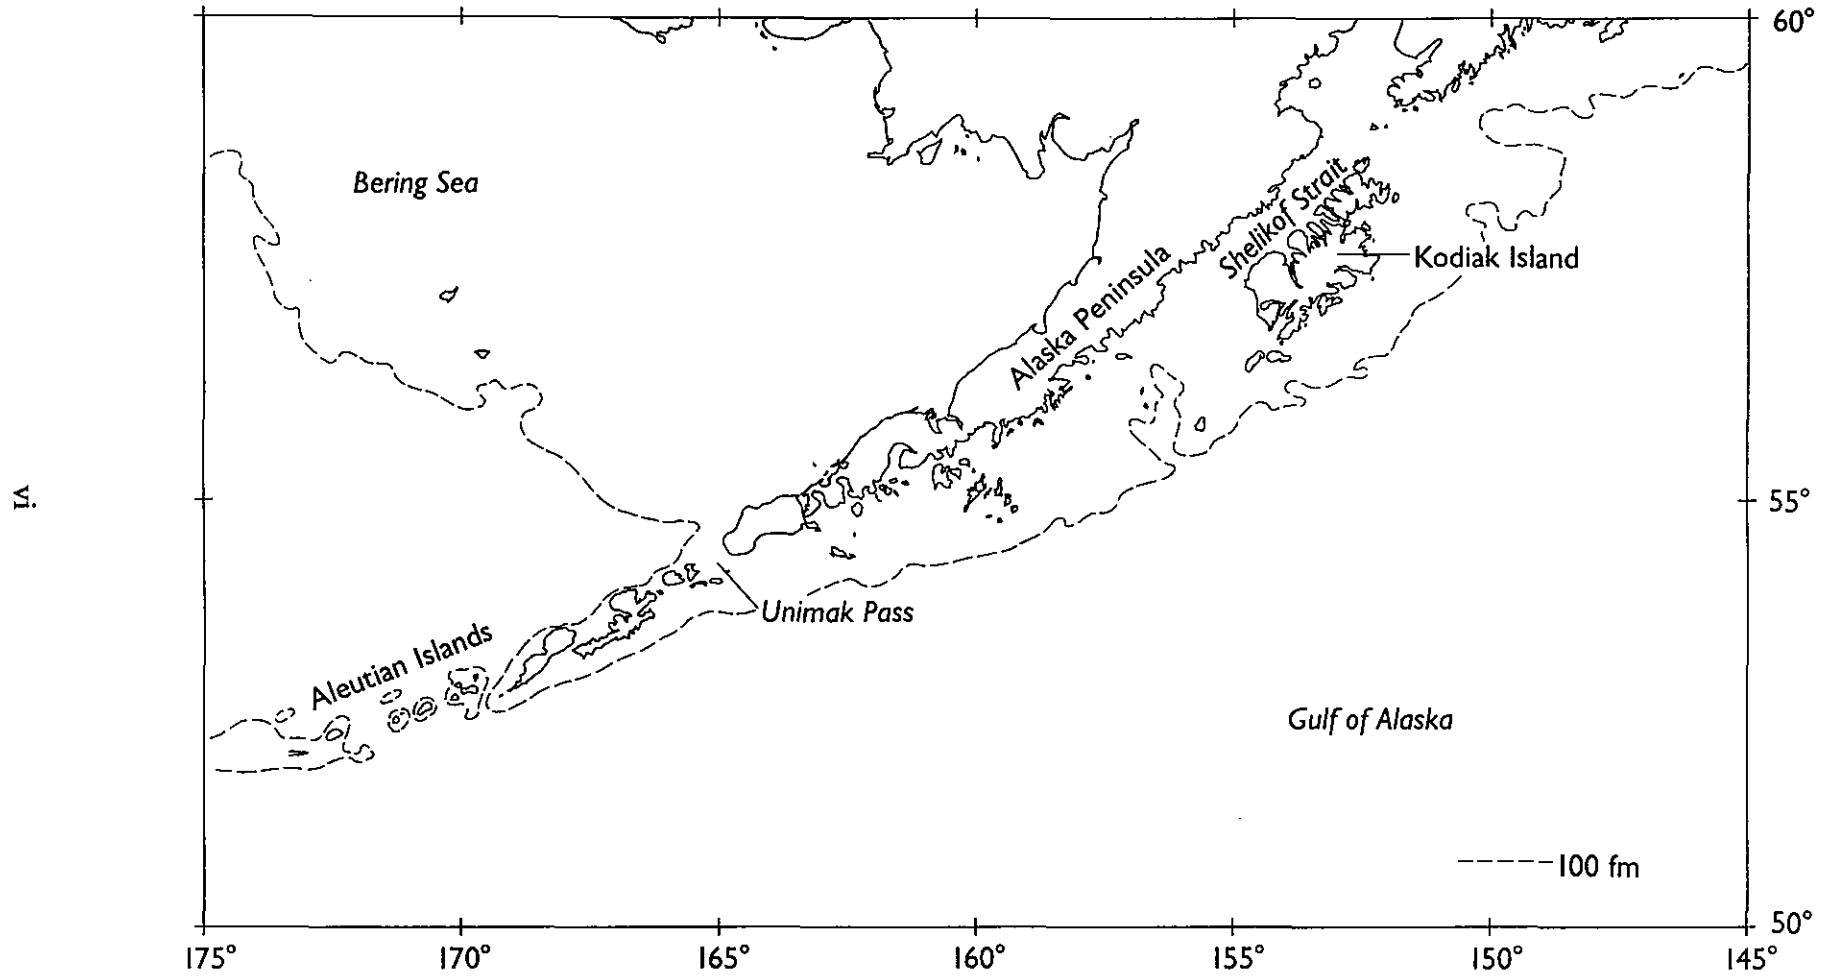 60°
Bering Sea
Shelikof Strait
Kodiak Island
Alaska Peninsula
vi
55°
Unimak Pass
Aleutian Islands
Gulf of Alaska
100 fm
50°
175°
170°
165°
160°
155°
150°
145°